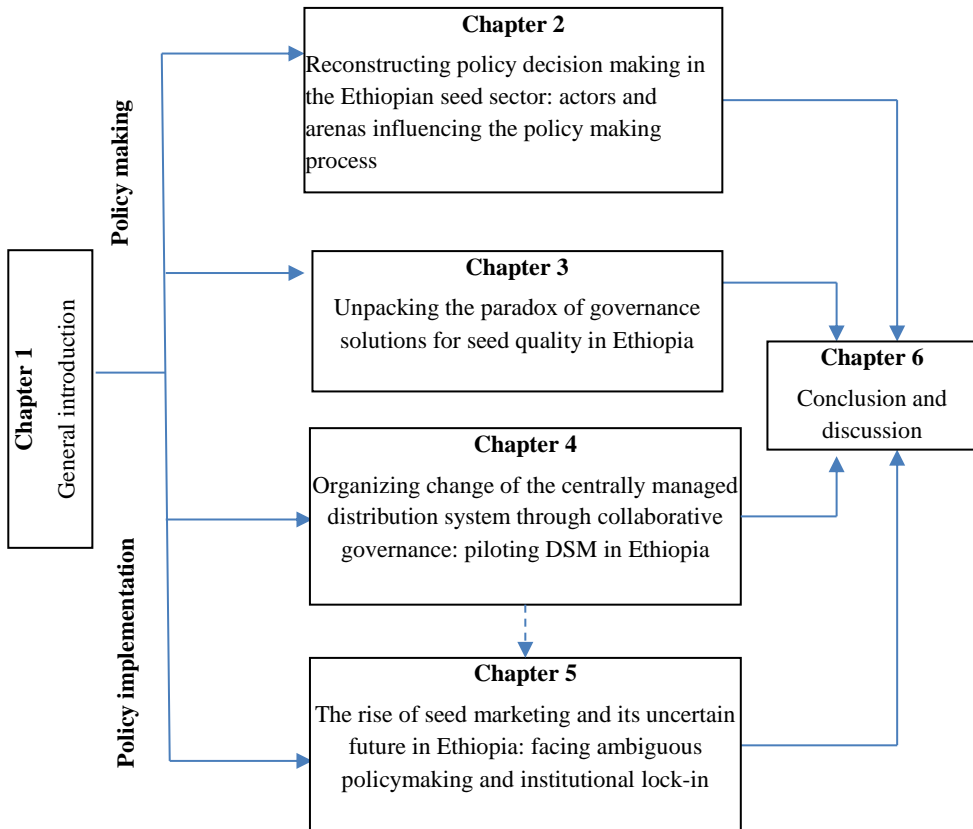 Chapter 1
General introduction
Policy making
Policy implementation
Chapter 2
Reconstructing policy decision making in
the Ethiopian seed sector: actors and
arenas influencing the policy making
process
Chapter 3
Unpacking the paradox of governance
solutions for seed quality in Ethiopia
Chapter 4
Organizing change of the centrally managed
distribution system through collaborative
governance: piloting DSM in Ethiopia
Chapter 5
The rise of seed marketing and its uncertain
future in Ethiopia: facing ambiguous
policymaking and institutional lock-in
Chapter 6
Conclusion and
discussion